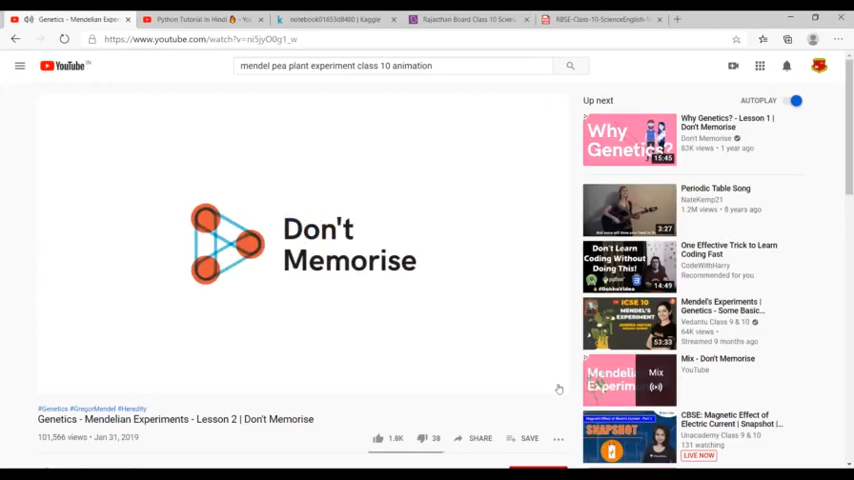 Genetics - Mendelian Exper
Python Tutorial In Hindi
notebook01653d8480 | Kaggle
Rajasthan Board Class 10 Scien
RBSE-Class-10-ScienceEnglish-
https://www.youtube.com/watch?v=ni5jyO0g1_w
YouTube IN
mendel pea plant experiment class 10 animation
Don't
Memorise
#Genetics #GregorMendel #Heredity
Genetics - Mendelian Experiments - Lesson 2 | Don't Memorise
101,566 views • Jan 31, 2019
1.8K
38
SHARE
SAVE
Up next
AUTOPLAY
Why
Genetics?
15:45
Why Genetics? - Lesson 1 |
Don't Memorise
Don't Memorise
83K views • 1 year ago
3:27
Periodic Table Song
NateKemp21
1.2M views • 8 years ago
Don't Learn
Coding Without
Doing This!
14:49
One Effective Trick to Learn
Coding Fast
CodeWithHarry
Recommended for you
ICSE 10
MENDEL'S
EXPERIMENT
53:33
Mendel's Experiments |
Genetics - Some Basic...
Vedantu Class 9 & 10
64K views •
Streamed 9 months ago
Mendeli
Experim
Mix
Mix - Don't Memorise
YouTube
SNAPSHOT
CBSE: Magnetic Effect of
Electric Current | Snapshot |...
Unacademy Class 9 & 10
131 watching
LIVE NOW